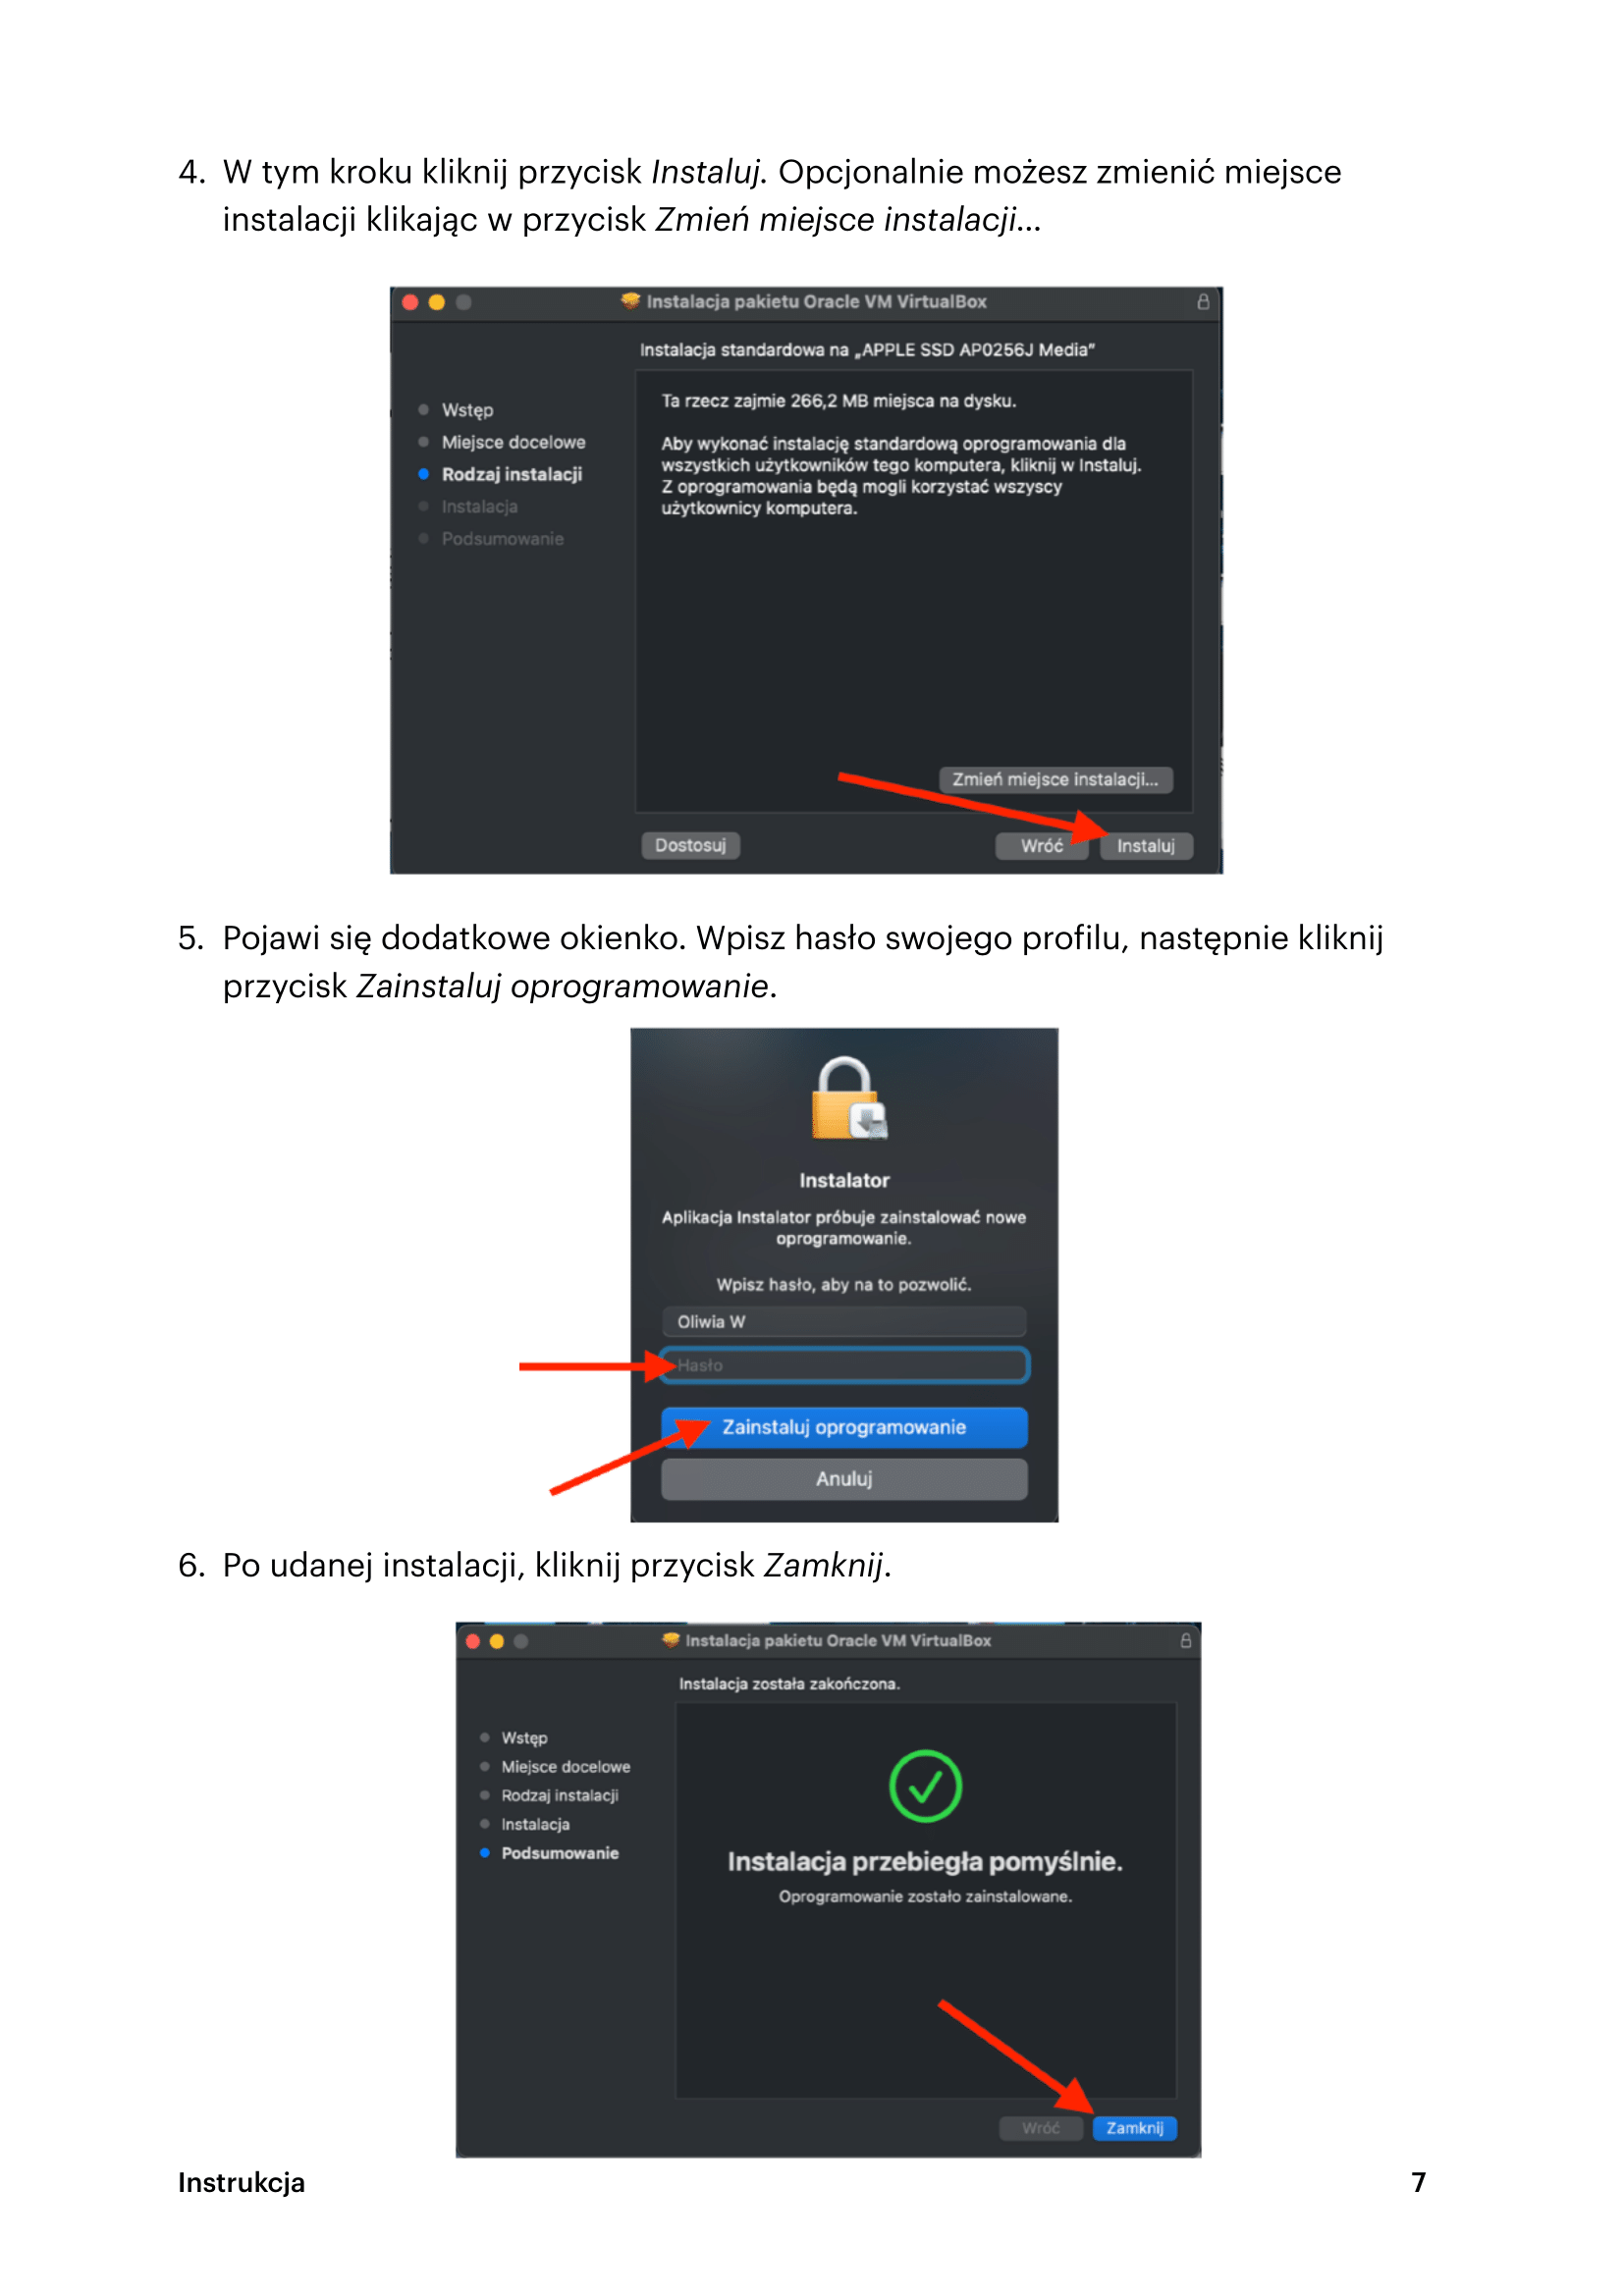 4. W tym kroku kliknij przycisk Instaluj. Opcjonalnie możesz zmienić miejsce
instalacji klikając w przycisk Zmień miejsce instalacji...
Instalacja pakietu Oracle VM VirtualBox
Instalacja standardowa na „APPLE SSD AP0256J Media”
Wstęp
Miejsce docelowe
Rodzaj instalacji
Instalacja
Podsumowanie
Ta rzecz zajmie 266,2 MB miejsca na dysku.
Aby wykonać instalację standardową oprogramowania dla
wszystkich użytkowników tego komputera, kliknij w Instaluj.
Z oprogramowania będą mogli korzystać wszyscy
użytkownicy komputera.
Zmień miejsce instalacji...
Dostosuj
Wróć
Instaluj
5. Pojawi się dodatkowe okienko. Wpisz hasło swojego profilu, następnie kliknij
przycisk Zainstaluj oprogramowanie.
Instalator
Aplikacja Instalator próbuje zainstalować nowe
oprogramowanie.
Wpisz hasło, aby na to pozwolić.
Oliwia W
Hasło
Zainstaluj oprogramowanie
Anuluj
6. Po udanej instalacji, kliknij przycisk Zamknij.
Instalacja pakietu Oracle VM VirtualBox
Instalacja została zakończona.
Wstęp
Miejsce docelowe
Rodzaj instalacji
Instalacja
Podsumowanie
Instalacja przebiegła pomyślnie.
Oprogramowanie zostało zainstalowane.
Wróć
Zamknij
Instrukcja
7